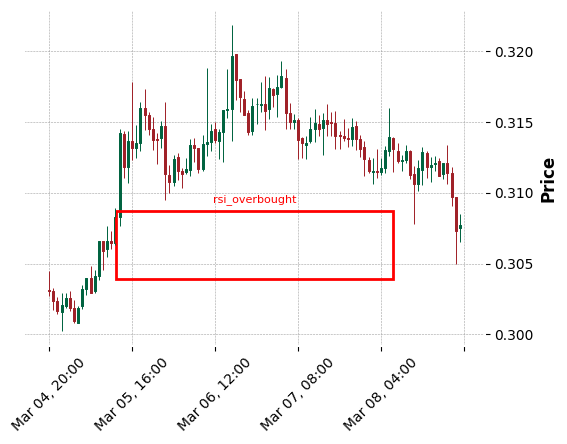 0.320
0.315
0.310
0.305
0.300
Price
rsi_overbought
Mar 04, 20:00
Mar 05, 16:00
Mar 06, 12:00
Mar 07, 08:00
Mar 08, 04:00